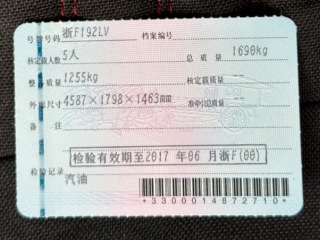 号牌号码 浙F192LV 档案编号
核定载人数 5人 总质量 1690kg
整备质量 1255kg 核定载质量 --
外廓尺寸 4587×1798×1463mm 准牵引总质量 --
备注
检验有效期至2017 年06 月浙F(00)
检验记录
汽油
*3300014872710*